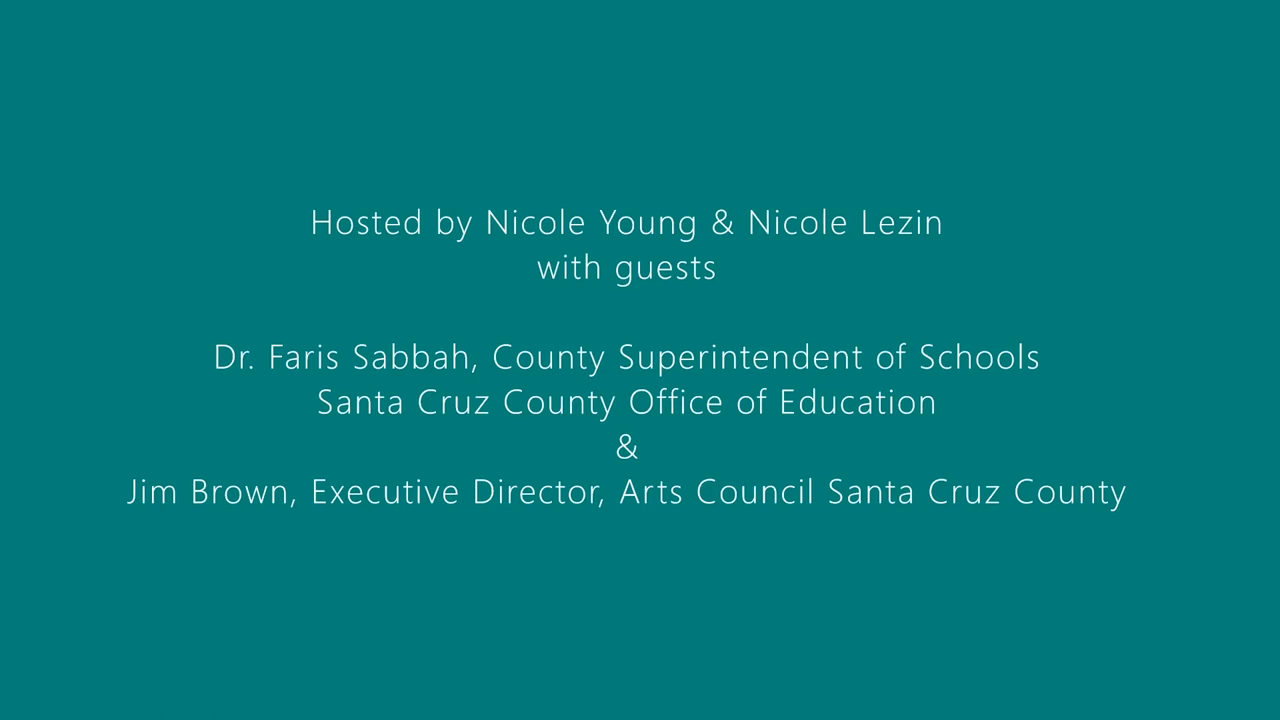 Hosted by Nicole Young & Nicole Lezin
with guests
Dr. Faris Sabbah, County Superintendent of Schools
Santa Cruz County Office of Education
&
Jim Brown, Executive Director, Arts Council Santa Cruz County